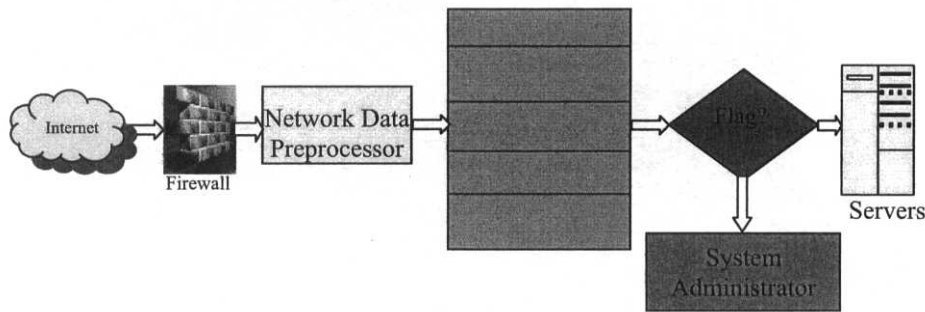 Internet
Firewall
Network Data
Preprocessor
Flag?
Servers
System
Administrator